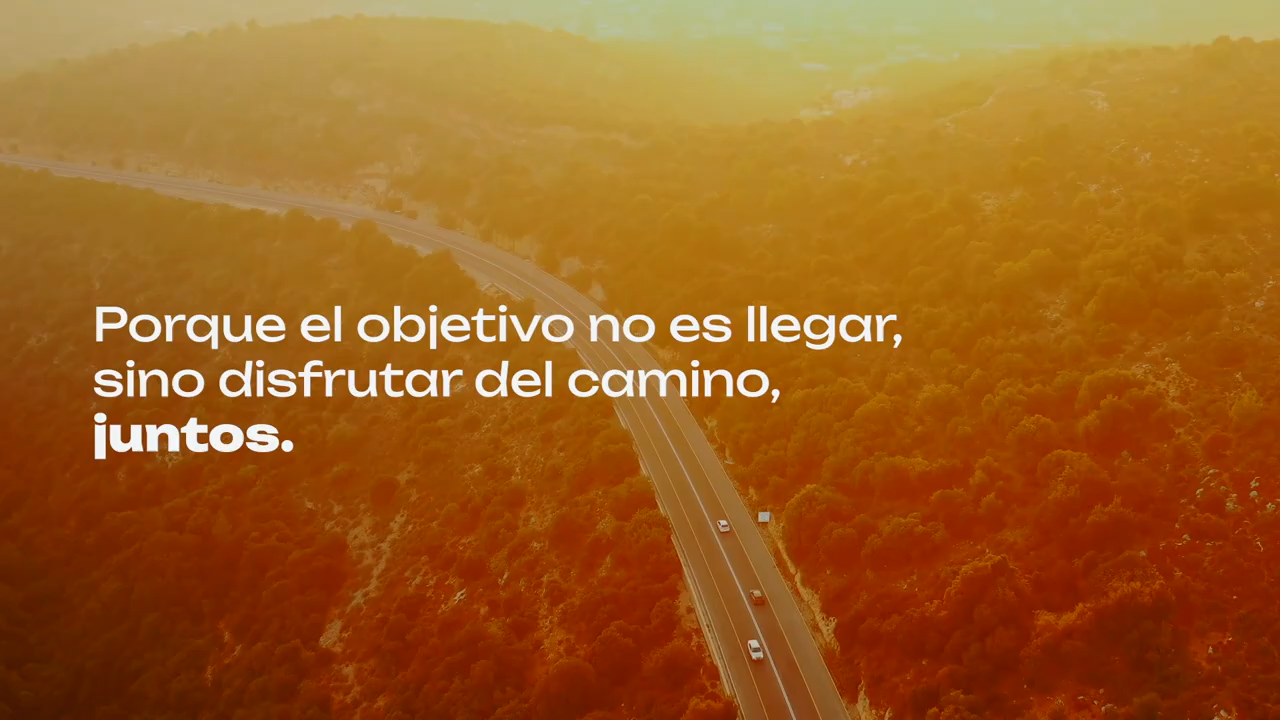 Porque el objetivo no es llegar,
sino disfrutar del camino,
juntos.